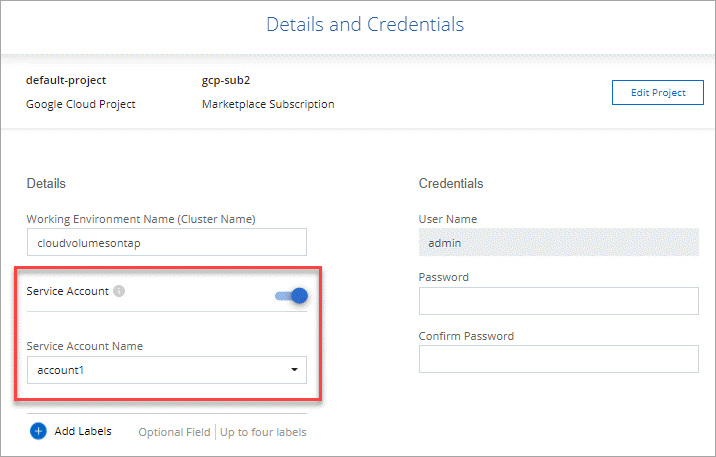 Details and Credentials
default-project
gcp-sub2
Google Cloud Project
Marketplace Subscription
Edit Project
Details
Credentials
Working Environment Name (Cluster Name)
User Name
cloudvolumesontap
admin
Service Account
Password
Service Account Name
Confirm Password
account1
Add Labels
Optional Field | Up to four labels